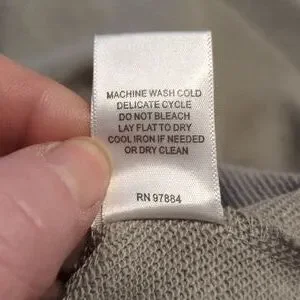 MACHINE WASH COLD
DELICATE CYCLE
DO NOT BLEACH
LAY FLAT TO DRY
COOL IRON IF NEEDED
OR DRY CLEAN
RN 97884